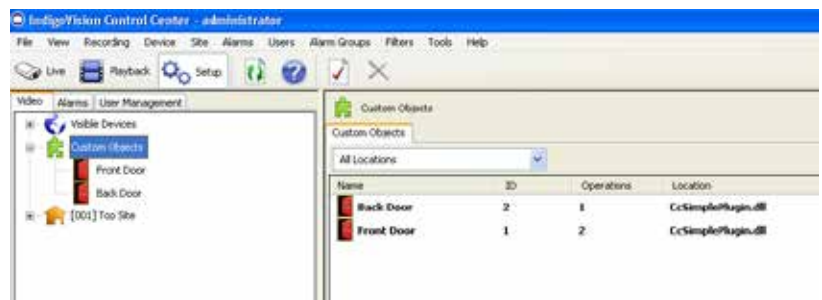 IndigoVision Control Center - administrator
File View Recording Device Site Alarms Users Alarm Groups Filters Tools Help
Live Playback Setup
Video Alarms User Management
Visible Devices
Custom Objects
Front Door
Back Door
[001] Top Site
Custom Objects
Custom Objects
All Locations
Name ID Operations Location
Back Door 2 1 CcSimplePlugin.dll
Front Door 1 2 CcSimplePlugin.dll